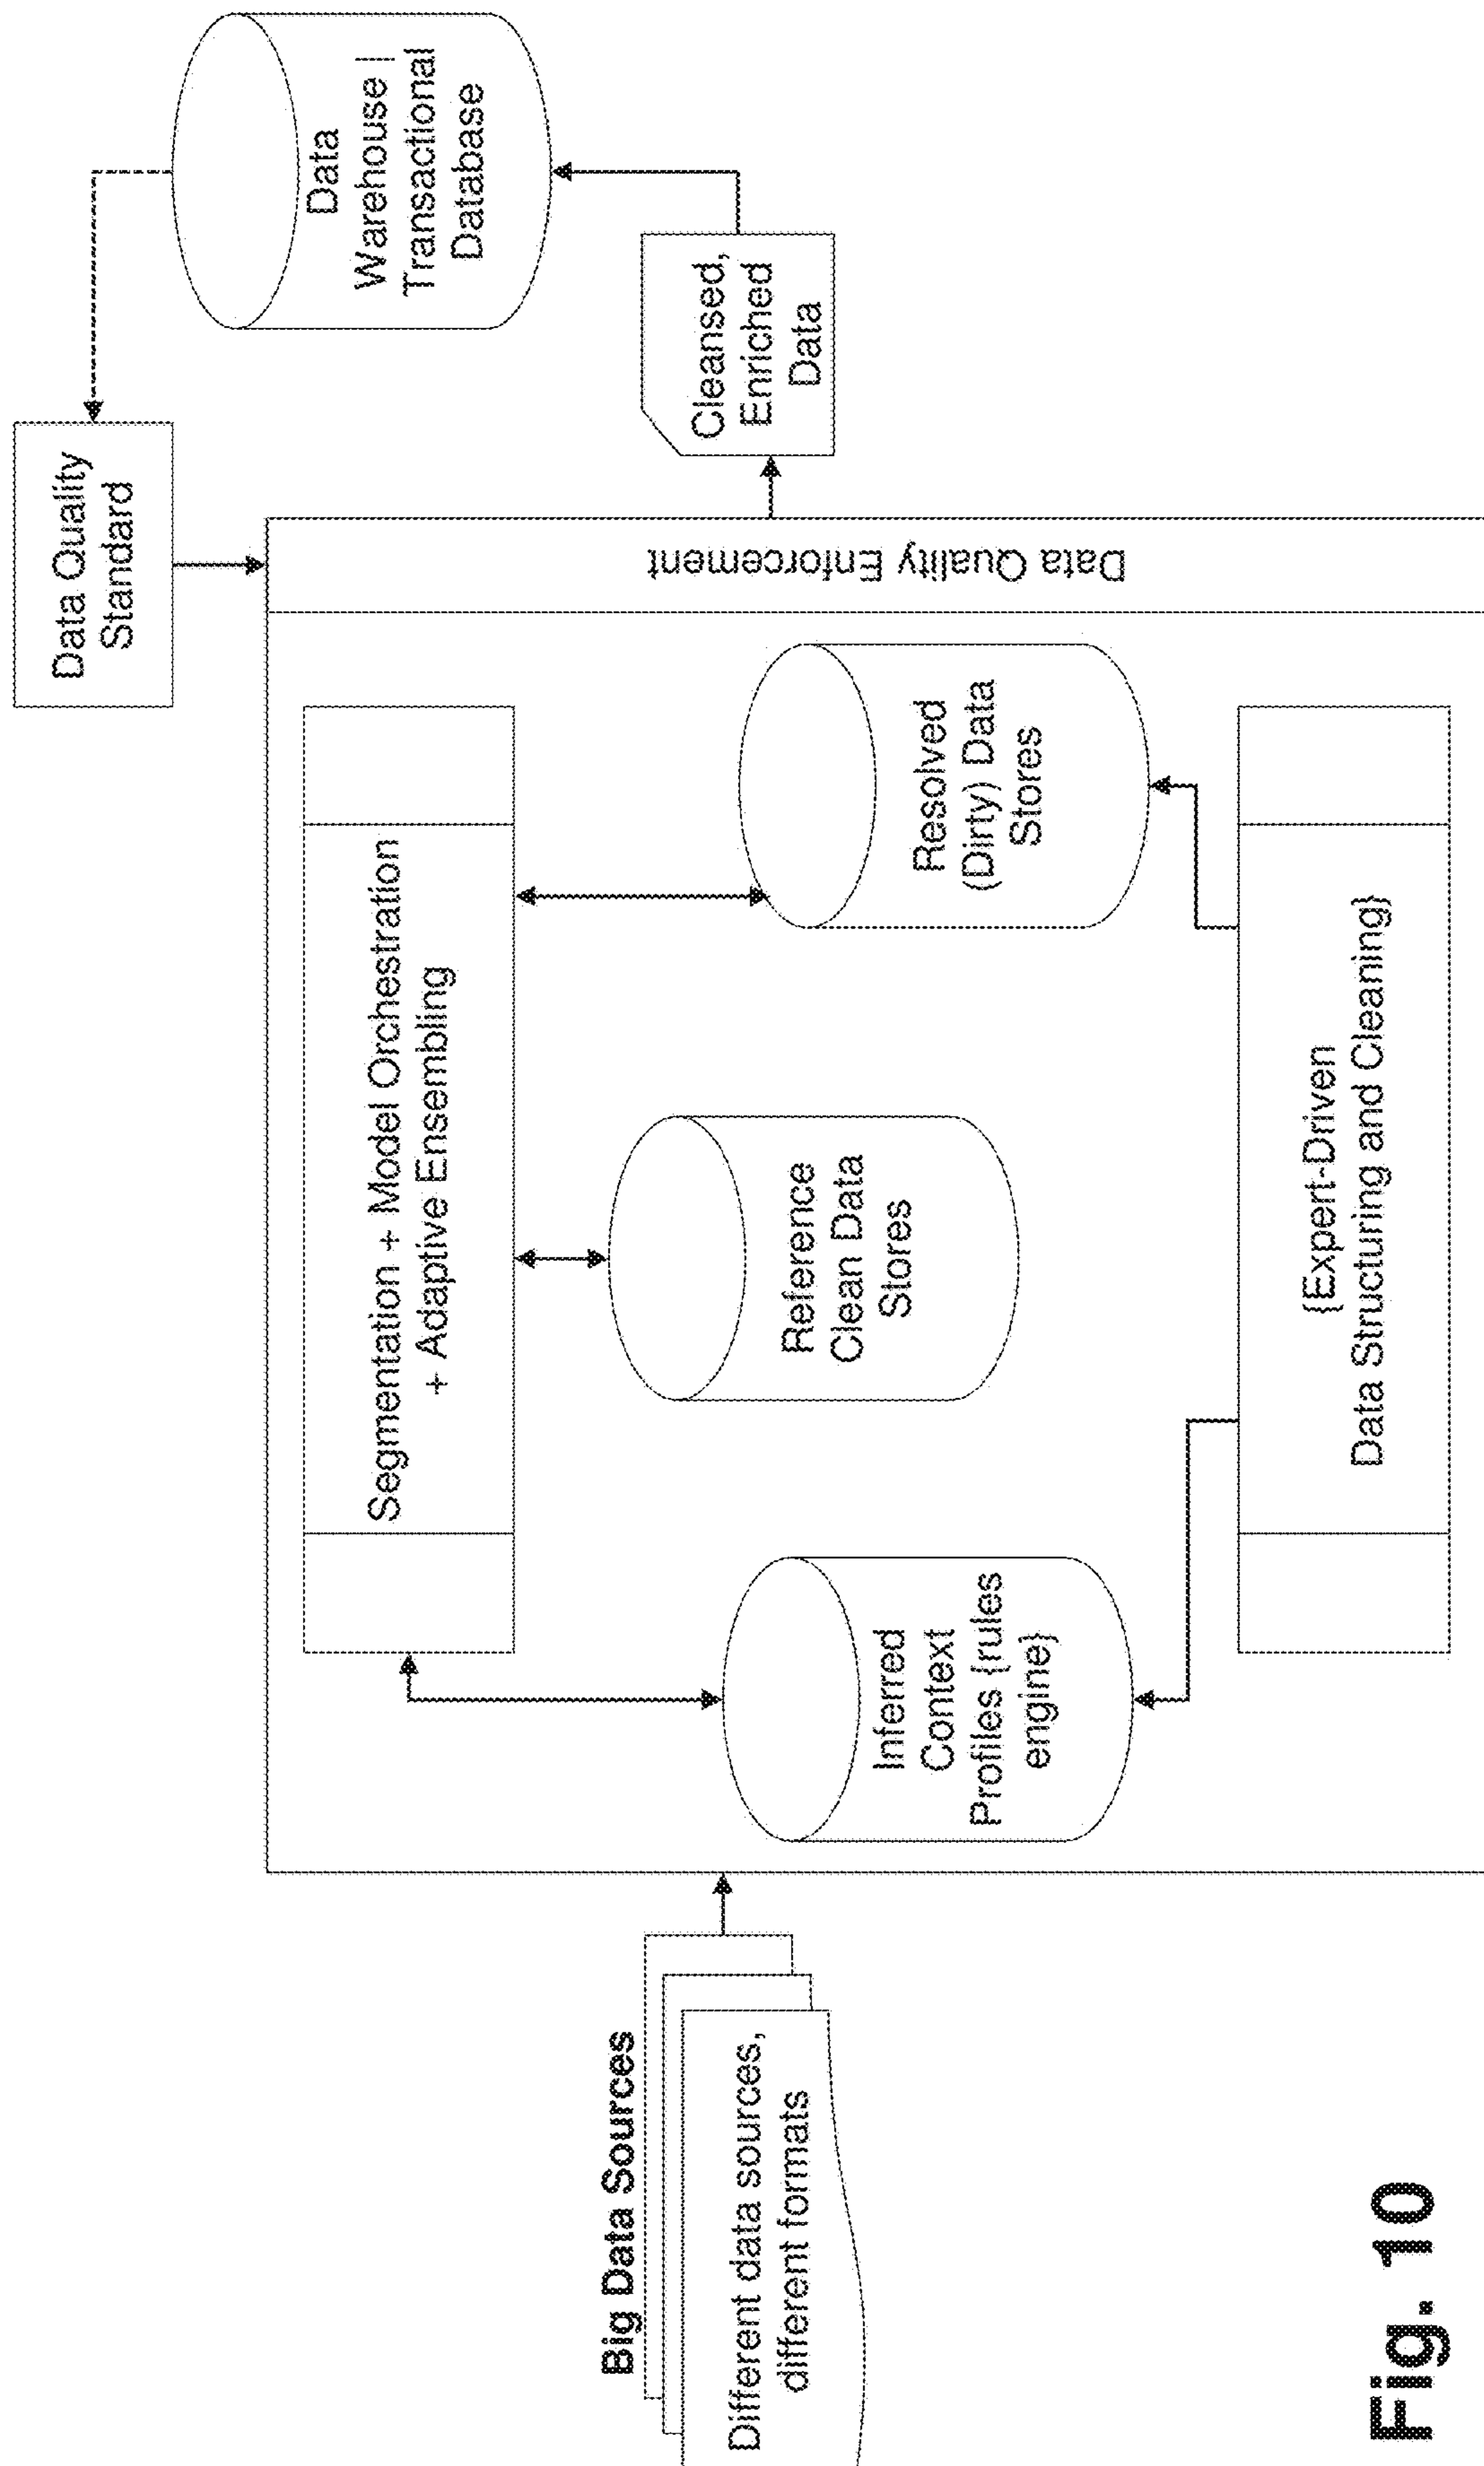 Big Data Sources
Different data sources,
different formats
Segmentation + Model Orchestration
+ Adaptive Ensembling
Inferred
Context
Profiles {rules
engine}
Reference
Clean Data
Stores
Resolved
(Dirty) Data
Stores
{Expert-Driven
Data Structuring and Cleaning}
Data Quality Enforcement
Data Quality
Standard
Cleansed,
Enriched
Data
Data
Warehouse |
Transactional
Database
Fig. 10